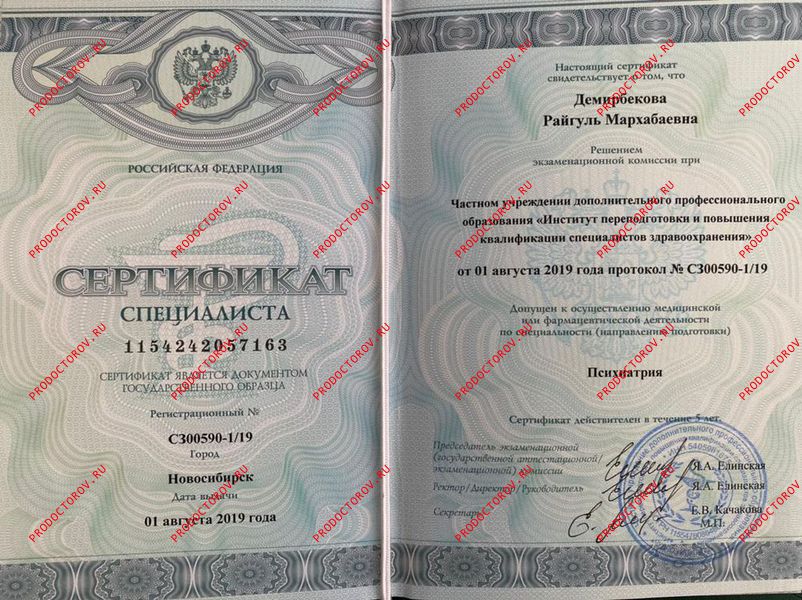 РОССИЙСКАЯ ФЕДЕРАЦИЯ
СЕРТИФИКАТ
СПЕЦИАЛИСТА
1154242057163
СЕРТИФИКАТ ЯВЛЯЕТСЯ ДОКУМЕНТОМ
ГОСУДАРСТВЕННОГО ОБРАЗЦА
Регистрационный №
СЗ00590-1/19
Город
Новосибирск
Дата выдачи
01 августа 2019 года
Настоящий сертификат
свидетельствует о том, что
Демирбекова
Райгуль Мархабаевна
Решением
экзаменационной комиссии при
Частном учреждении дополнительного профессионального
образования «Институт переподготовки и повышения
квалификации специалистов здравоохранения»
от 01 августа 2019 года протокол № СЗ00590-1/19
Допущен к осуществлению медицинской
или фармацевтической деятельности
по специальности (направлению подготовки)
Психиатрия
Сертификат действителен в течение 5 лет.
Председатель экзаменационной
(государственной аттестационной/
экзаменационной) комиссии
Я.А. Единская
Ректор/Директор/Руководитель
Я.А. Единская
Секретарь
Е.В. Качакова
М.П.
PRODOCTOROV.RU